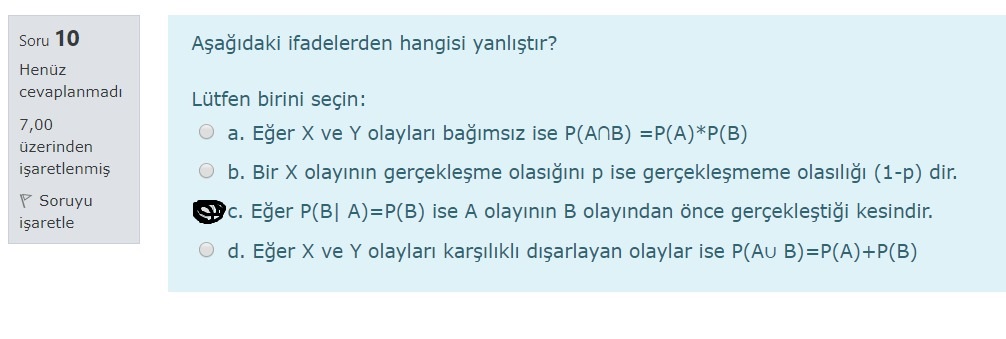 Soru 10
Henüz
cevaplanmadı
7,00
üzerinden
işaretlenmiş
Soruyu
işaretle
Aşağıdaki ifadelerden hangisi yanlıştır?
Lütfen birini seçin:
a. Eğer X ve Y olayları bağımsız ise P(A∩B) =P(A)*P(B)
b. Bir X olayının gerçekleşme olasığını p ise gerçekleşmeme olasılığı (1-p) dir.
c. Eğer P(B| A)=P(B) ise A olayının B olayından önce gerçekleştiği kesindir.
d. Eğer X ve Y olayları karşılıklı dışarlayan olaylar ise P(A∪ B)=P(A)+P(B)